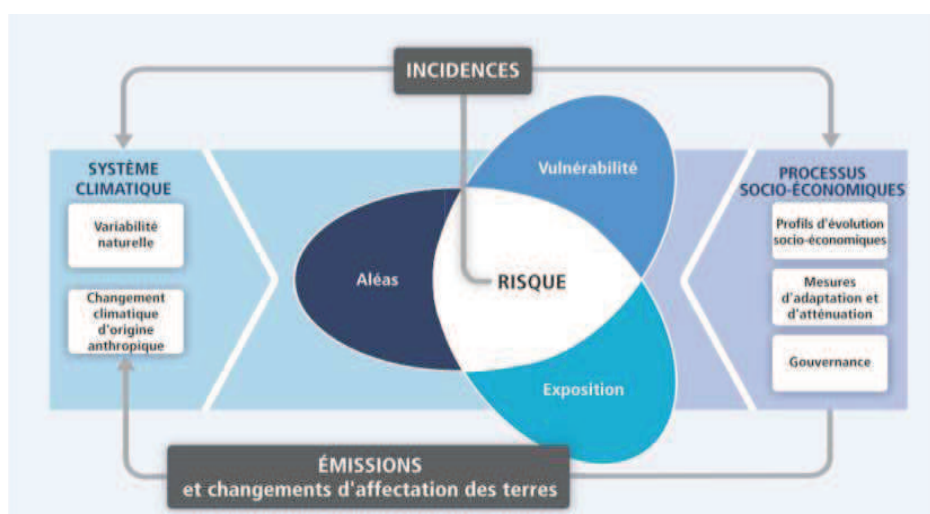 INCIDENCES
SYSTÈME
CLIMATIQUE
Variabilité
naturelle
Changement
climatique
d'origine
anthropique
Vulnérabilité
Aléas
RISQUE
Exposition
PROCESSUS
SOCIO-ÉCONOMIQUES
Profils d'évolution
socio-économiques
Mesures
d'adaptation et
d'atténuation
Gouvernance
ÉMISSIONS
et changements d'affectation des terres